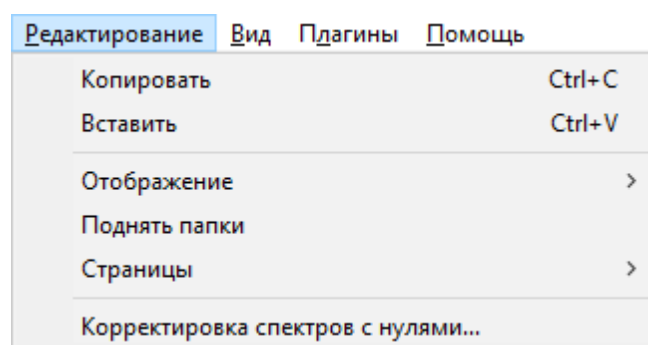 Редактирование Вид Плагины Помощь
Копировать Ctrl+C
Вставить Ctrl+V
Отображение
Поднять папки
Страницы
Корректировка спектров с нулями...